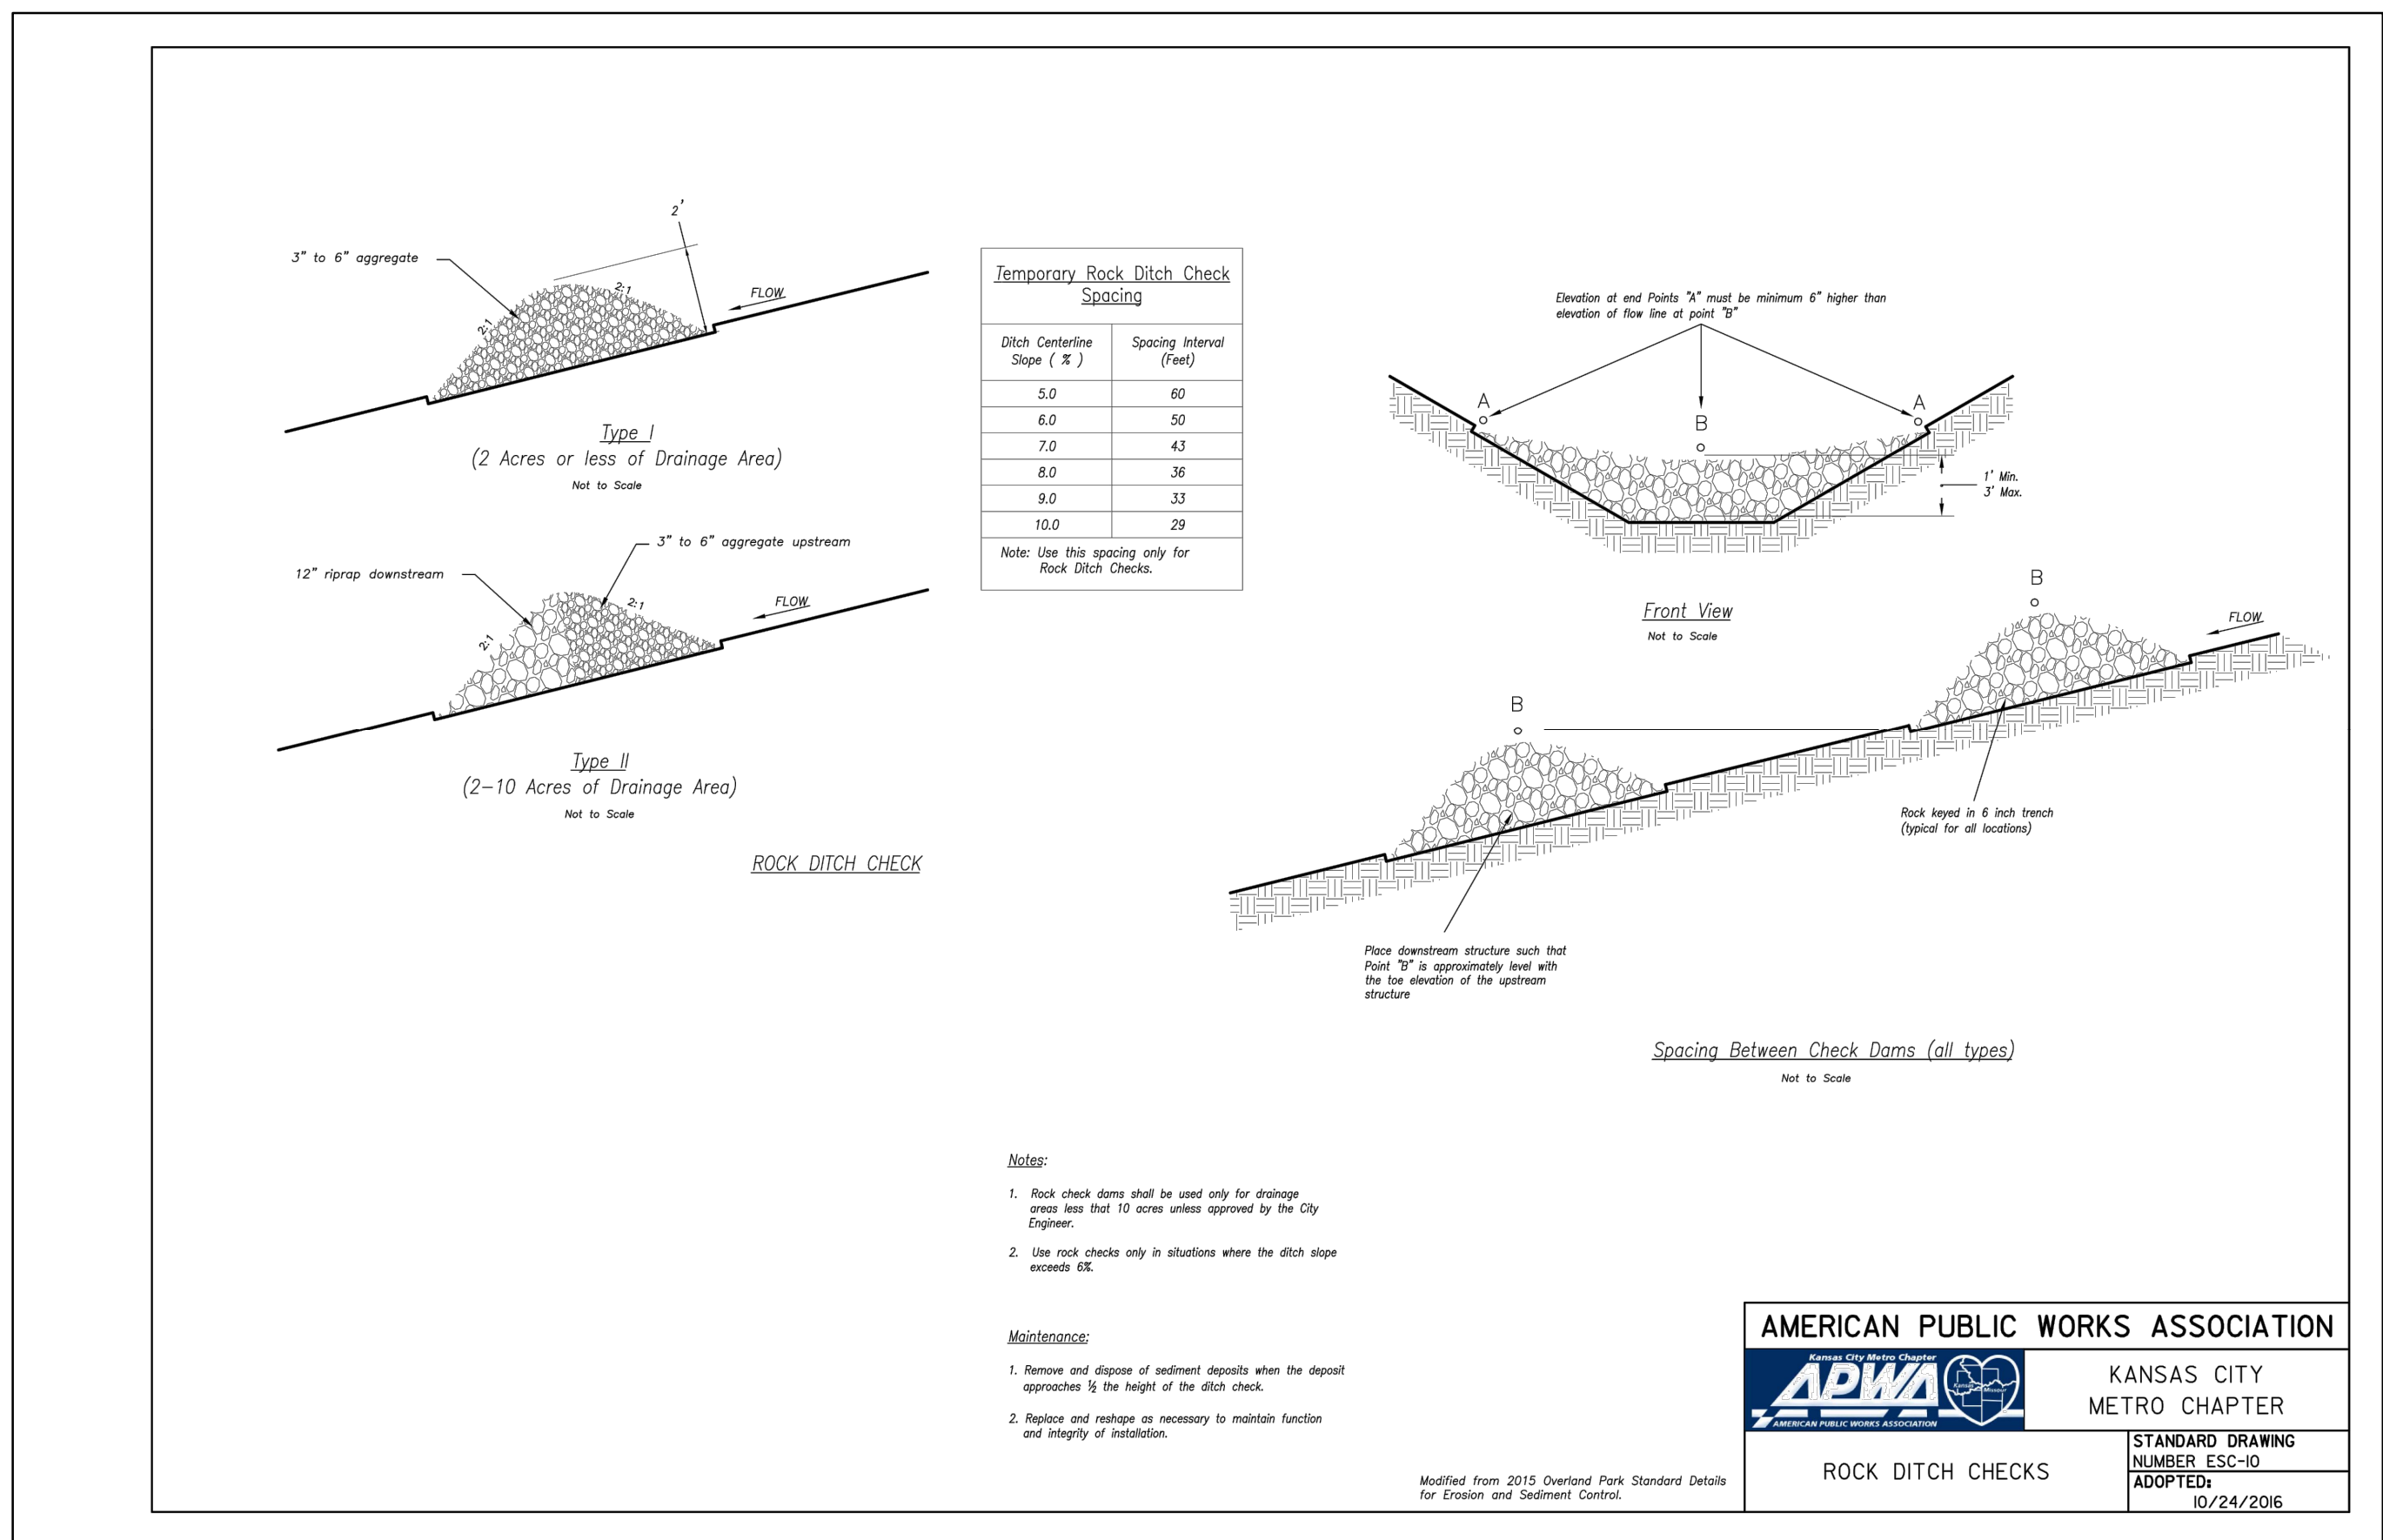 2'
3" to 6" aggregate
2:1
2:1
FLOW
Type I
(2 Acres or less of Drainage Area)
Not to Scale
3" to 6" aggregate upstream
12" riprap downstream
2:1
2:1
FLOW
Type II
(2-10 Acres of Drainage Area)
Not to Scale
ROCK DITCH CHECK
Temporary Rock Ditch Check
Spacing
Ditch Centerline
Slope ( % )
Spacing Interval
(Feet)
5.0 60
6.0 50
7.0 43
8.0 36
9.0 33
10.0 29
Note: Use this spacing only for
Rock Ditch Checks.
Elevation at end Points "A" must be minimum 6" higher than
elevation of flow line at point "B"
A
B
A
1' Min.
3' Max.
Front View
Not to Scale
B
FLOW
B
Rock keyed in 6 inch trench
(typical for all locations)
Place downstream structure such that
Point "B" is approximately level with
the toe elevation of the upstream
structure
Spacing Between Check Dams (all types)
Not to Scale
Notes:
1. Rock check dams shall be used only for drainage
areas less that 10 acres unless approved by the City
Engineer.
2. Use rock checks only in situations where the ditch slope
exceeds 6%.
Maintenance:
1. Remove and dispose of sediment deposits when the deposit
approaches ½ the height of the ditch check.
2. Replace and reshape as necessary to maintain function
and integrity of installation.
Modified from 2015 Overland Park Standard Details
for Erosion and Sediment Control.
AMERICAN PUBLIC WORKS ASSOCIATION
Kansas City Metro Chapter
APWA
Kansas
Missouri
AMERICAN PUBLIC WORKS ASSOCIATION
KANSAS CITY
METRO CHAPTER
ROCK DITCH CHECKS
STANDARD DRAWING
NUMBER ESC-10
ADOPTED:
10/24/2016